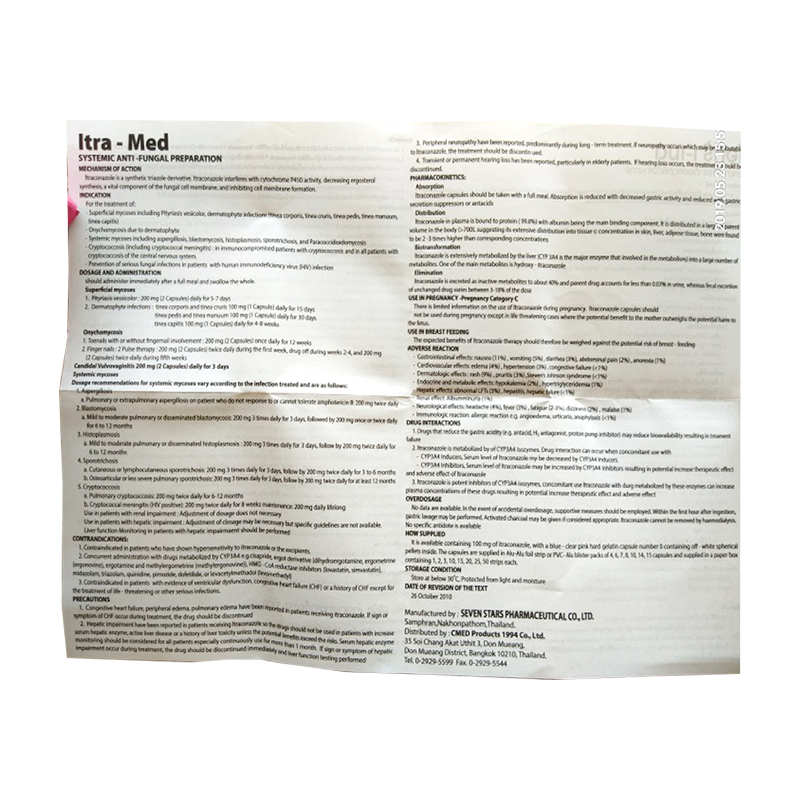 Itra - Med
SYSTEMIC ANTI -FUNGAL PREPARATION
MECHANISM OF ACTION
Itraconazole is a synthetic triazole derivative. Itraconazole interferes with cytochrome P450 activity, decreasing ergosterol
synthesis, a vital component of the fungal cell membrane, and inhibiting cell membrane formation.
INDICATION
For the treatment of:
- Superficial mycoses including Pityriasis vesicolor, dermatophyte infections (tinea corporis, tinea cruris, tinea pedis, tinea manuum,
tinea capitis)
- Onychomycosis due to dermatophyte
- Systemic mycoses including aspergillosis, blastomycosis, histoplasmosis, sporotrichosis, and Paracoccidioidomycosis
- Cryptococcosis (including cryptococcal meningitis) : in immunocompromised patients with cryptococcosis and in all patients with
cryptococcosis of the central nervous system.
- Prevention of serious fungal infections in patients with human immunodeficiency virus (HIV) infection
DOSAGE AND ADMINISTRATION
should administer immediately after a full meal and swallow the whole.
Superficial mycoses
1. Pityriasis vesicolor : 200 mg (2 Capsules) daily for 5-7 days
2. Dermatophyte infections : tinea corporis and tinea cruris 100 mg (1 Capsules) daily for 15 days
tinea pedis and tinea manuum 100 mg (1 Capsules) daily for 30 days
tinea capitis 100 mg (1 Capsules) daily for 4-8 weeks
Onychomycosis
1. Toenails with or without fingernail involvement : 200 mg (2 Capsules) once daily for 12 weeks
2. Finger nails : 2 Pulse therapy : 200 mg (2 Capsules) twice daily during the first week, drug off during weeks 2-4, and 200 mg
(2 Capsules) twice daily during fifth weeks
Candidal Vulvovaginitis 200 mg (2 Capsules) daily for 3 days
Systemic mycoses
Dosage recommendations for systemic mycoses vary according to the infection treated and are as follows:
1. Aspergillosis
a. Pulmonary or extrapulmonary aspergillosis on patient who do not response to or cannot tolerate amphotericin B 200 mg twice daily
2. Blastomycosis
a. Mild to moderate pulmonary or disseminated blastomycosis: 200 mg 3 times daily for 3 days, followed by 200 mg once or twice daily
for 6 to 12 months
3. Histoplasmosis
a. Mild to moderate pulmonary or disseminated histoplasmosis : 200 mg 3 times daily for 3 days, follow by 200 mg twice daily for
6 to 12 months
4. Sporotrichosis
a. Cutaneous or lymphocutaneous sporotrichosis: 200 mg 3 times daily for 3 days, follow by 200 mg twice daily for 3 to 6 months
b. Osteoarticular or less severe pulmonary sporotrichosis: 200 mg 3 times daily for 3 days, follow by 200 mg twice daily for at least 12 months
5. Cryptococcosis
a. Pulmonary cryptococcosis: 200 mg twice daily for 6-12 months
b. Cryptococcal meningitis (HIV positive): 200 mg twice daily for 8 weeks maintenance: 200 mg daily lifelong
Use in patients with renal impairment : Adjustment of dosage does not necessary
Use in patients with hepatic impairment : Adjustment of dosage may be necessary but specific guidelines are not available.
Liver function Monitoring in patients with hepatic impairment should be performed
CONTRAINDICATIONS:
1. Contraindicated in patients who have shown hypersensitivity to itraconazole or the excipients.
2. Concurrent administration with drugs metabolized by CYP3A4 e.g.cisapride, ergot derivative (dihydroergotamine, ergometrine
(ergonovine), ergotamine and methylergometrine (methylergonovine)), HMG - CoA reductase inhibitors (lovastatin, simvastatin),
midazolam, triazolam, quinidine, pimozide, dofetilide, or levacetylmethadol (levomethadyl)
3. Contraindicated in patients with evidence of ventricular dysfunction, congestive heart failure (CHF) or a history of CHF except for
the treatment of life - threatening or other serious infections.
PRECAUTIONS
1. Congestive heart failure, peripheral edema, pulmonary edema have been reported in patients receiving itraconazole. If sign or
symptom of CHF occur during treatment, the drug should be discontinued
2. Hepatic impairment have been reported in patients receiving itraconazole so the drugs should not be used in patients with increase
serum hepatic enzyme, active liver disease or a history of liver toxicity unless the potential benefits exceed the risks. Serum hepatic enzyme
monitoring should be considered for all patients especially continuously use for more than 1 month. If sign or symptom of hepatic
impairment occur during treatment, the drug should be discontinued immediately and liver function testing performed
3. Peripheral neuropathy have been reported, predominantly during long - term treatment. If neuropathy occurs which may be
to itraconazole, the treatment should be discontinued.
4. Transient or permanent hearing loss has been reported, particularly in elderly patients. If hearing loss occurs, the treatment should be
discontinued.
PHARMACOKINETICS:
Absorption
Itraconazole capsules should be taken with a full meal. Absorption is reduced with decreased gastric activity and reduced with gastric
secretion suppressors or antacids
Distribution
Itraconazole in plasma is bound to protein (99.8%) with albumin being the main binding component. It is distributed in a large apparent
volume in the body (>700L suggesting its extensive distribution into tissue c concentration in skin, liver, adipose tissue, bone were found
to be 2 -3 times higher than corresponding concentrations
Biotransformation
Itraconazole is extensively metabolized by the liver (CYP 3A4 is the major enzyme that involved in the metabolism) into a large number of
metabolites. One of the main metabolites is hydroxy - itraconazole
Elimination
Itraconazole is excreted as inactive metabolites to about 40% and parent drug accounts for less than 0.03% in urine, whereas fecal excretion
of unchanged drug varies between 3-18% of the dose
USE IN PREGNANCY -Pregnancy Category C
There is limited information on the use of itraconazole during pregnancy. Itraconazole capsules should
not be used during pregnancy except in life threatening cases where the potential benefit to the mother outweighs the potential harm to
the fetus.
USE IN BREAST FEEDING
The expected benefits of itraconazole therapy should therefore be weighed against the potential risk of breast - feeding
ADVERSE REACTION
- Gastrointestinal effects: nausea (11%) , vomiting (5%) , diarrhea (3%) , abdominal pain (2%) , anorexia (1%)
- Cardiovascular effects: edema (4%) , hypertension (3%) , congestive failure (<1%)
- Dermatologic effects: rash (9%) , pruritis (3%) ,Steven's Johnson syndrome (<1%)
- Endocrine and metabolic effects: hypokalemia (2%) , hypertriglyceridemia (1%)
- Hepatic effects: abnormal LFTs (3%) , hepatitis, hepatic failure (<1%)
- Renal effect: Albuminuria (1%)
- Neurological effects: headache (4%), fever (3%) , fatigue (2-3%), dizziness (2%) , malaise (1%)
- Immunologic reaction: allergic reaction e.g. angioedema, urticaria, anaphylaxis (<1%)
DRUG INTERACTIONS
1. Drugs that reduce the gastric acidity (e.g. antacid, H2 antagonist, proton pump inhibitor) may reduce bioavailability resulting in treament
failure
2. Itraconazole is metabolized by of CYP3A4 isozymes. Drug interaction can occur when concomitant use with
- CYP3A4 Inducers, Serum level of itraconazole my be decreased by CYP3A4 Inducers
- CYP3A4 Inhibitors, Serum level of itraconazole may be increased by CYP3A4 Inhibitors resulting in potential increase therapeutic effect
and adverse effect of itraconazole
3. Itraconazole is potent inhibitors of CYP3A4 isozymes, concomitant use itraconazole with durg metabolized by these enzymes can increase
plasma concentrations of these drugs resulting in potential increase therapeutic effect and adverse effect
OVERDOSAGE
No data are available. In the event of accidental overdosage, supportive measures should be employed. Within the first hour after ingestion,
gastric lavage may be performed. Activated charcoal may be given if considered appropriate. Itraconazole cannot be removed by haemodialysis.
No specific antidote is available
HOW SUPPLIED
It is available containing 100 mg of itraconazole, with a blue - clear pink hard gelatin capsule number 0 containing off - white spherical
pellets inside. The capsules are supplied in Alu-Alu foil strip or PVC- Alu blister packs of 4, 6, 7, 8, 10, 14, 15 capsules and supplied in a paper box
containing 1, 2, 3, 10, 15, 20, 25, 50 strips each.
STORAGE CONDITION
Store at below 30°C, Protected from light and moisture
DATE OF REVISION OF THE TEXT
26 October 2010
Manufactured by : SEVEN STARS PHARMACEUTICAL CO., LTD.
Samphran,Nakhonpathom,Thailand.
Distributed by : CMED Products 1994 Co., Ltd.
35 Soi Chang Akut Uthit 3, Don Mueang,
Don Mueang District, Bangkok 10210, Thailand.
Tel. 0-2929-5599 Fax. 0-2929-5544